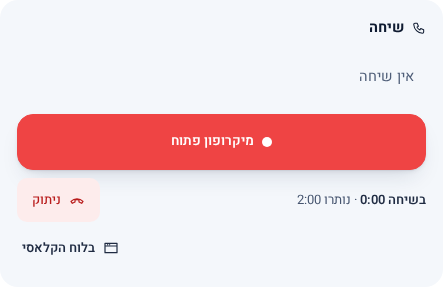 שיחה
אין שיחה
מיקרופון פתוח
בשיחה 0:00 · נותרו 2:00
ניתוק
בלוח הקלאסי